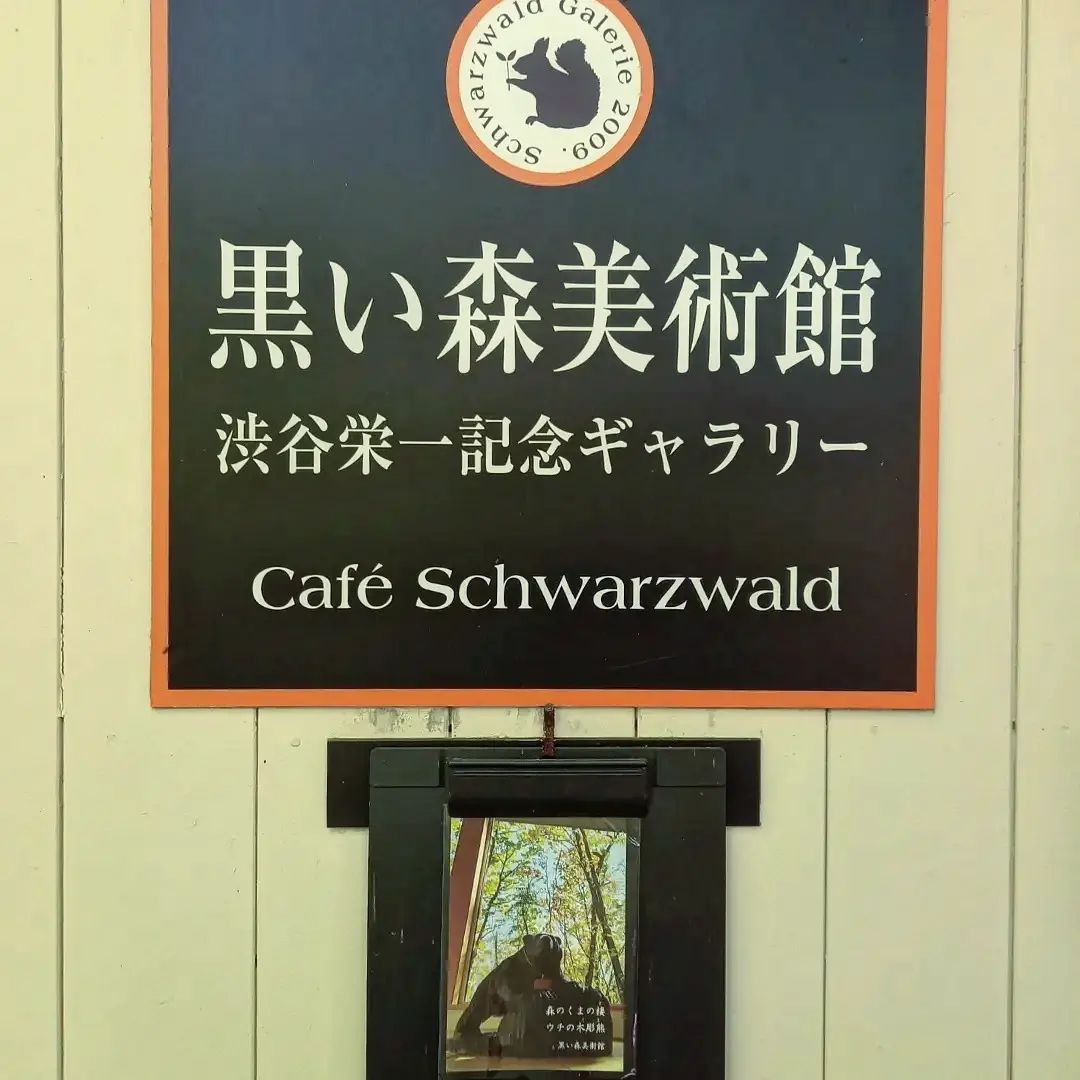 Schwarzwald Galerie 2009.
黒い森美術館
渋谷栄一記念ギャラリー
Café Schwarzwald
森のくまの棲
ウチの木彫熊
黒い森美術館